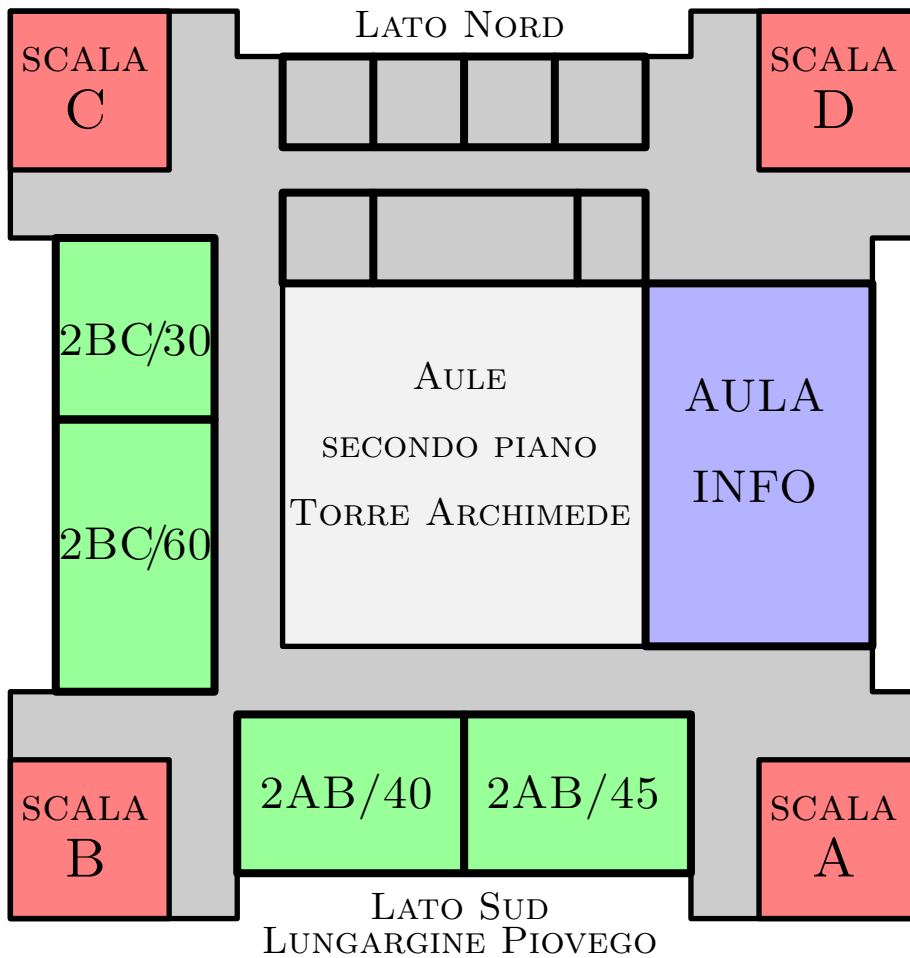 Lato Nord
scala
C
scala
D
2BC/30
Aule
secondo piano
Torre Archimede
AULA
INFO
2BC/60
2AB/40
2AB/45
scala
B
scala
A
Lato Sud
Lungargine Piovego